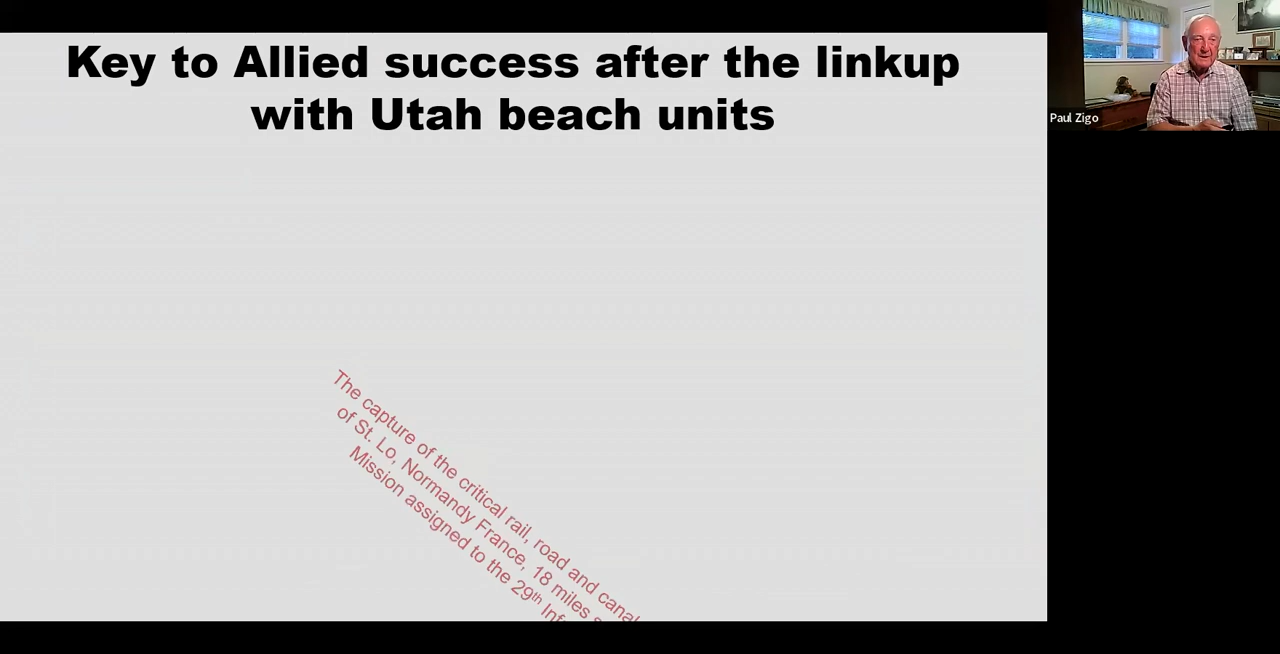 Key to Allied success after the linkup
with Utah beach units
Paul Zigo
The capture of the critical rail, road and canal
of St. Lo, Normandy France, 18 miles
Mission assigned to the 29th Inf